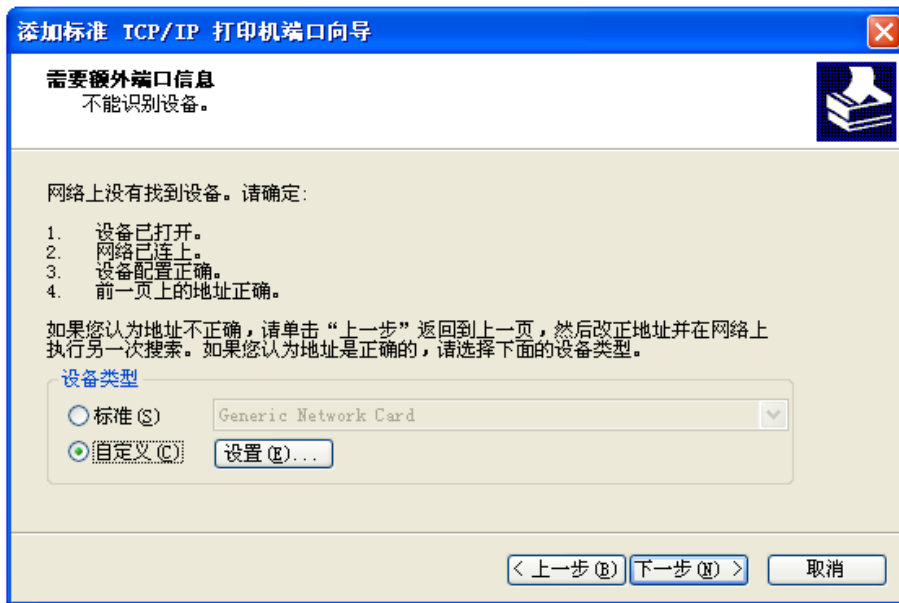 添加标准 TCP/IP 打印机端口向导
需要额外端口信息
不能识别设备。
网络上没有找到设备。请确定:
1. 设备已打开。
2. 网络已连上。
3. 设备配置正确。
4. 前一页上的地址正确。
如果您认为地址不正确，请单击“上一步”返回到上一页，然后改正地址并在网络上
执行另一次搜索。如果您认为地址是正确的，请选择下面的设备类型。
设备类型
标准(S) Generic Network Card
自定义(C) 设置(E)...
< 上一步(B) 下一步(N) > 取消